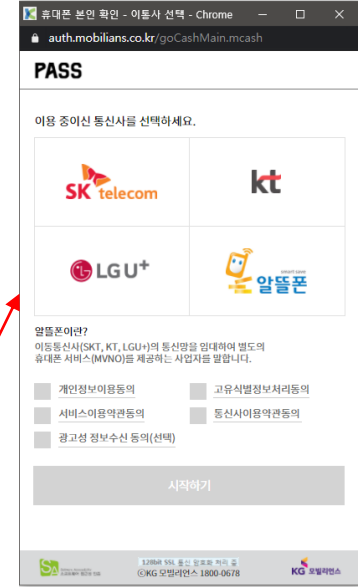 휴대폰 본인 확인 - 이통사 선택 - Chrome
auth.mobilians.co.kr/goCashMain.mcash
PASS
이용 중이신 통신사를 선택하세요.
SK telecom
kt
LG U+
smart save
알뜰폰
알뜰폰이란?
이동통신사(SKT, KT, LGU+)의 통신망을 임대하여 별도의
휴대폰 서비스(MVNO)를 제공하는 사업자를 말합니다.
개인정보이용동의
고유식별정보처리동의
서비스이용약관동의
통신사이용약관동의
광고성 정보수신 동의(선택)
시작하기
128bit SSL 통신 암호화 처리 중
ⓒKG 모빌리언스 1800-0678
KG 모빌리언스